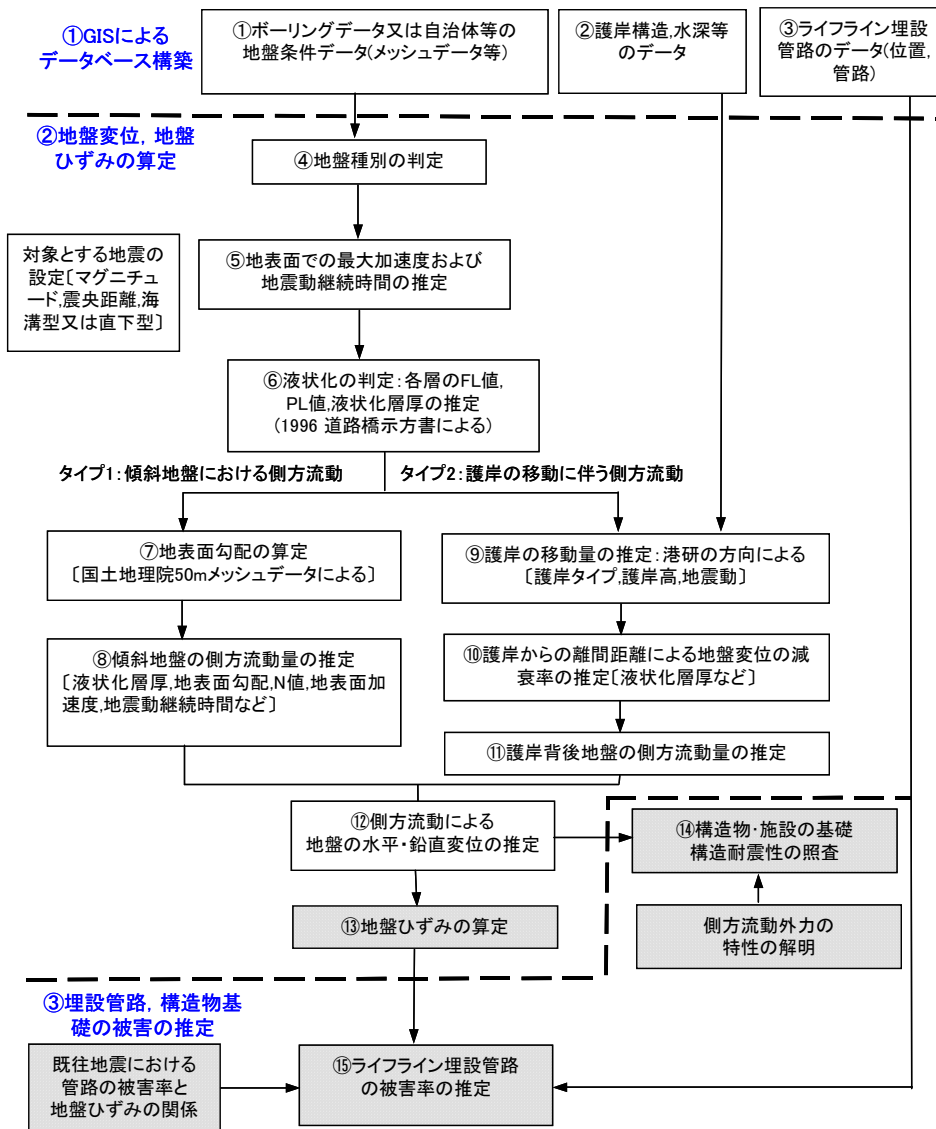 ①GISによる
データベース構築
①ボーリングデータ又は自治体等の
地盤条件データ(メッシュデータ等)
②護岸構造,水深等
のデータ
③ライフライン埋設
管路のデータ(位置,
管路)
②地盤変位, 地盤
ひずみの算定
④地盤種別の判定
対象とする地震の
設定〔マグニチュ
ード,震央距離,海
溝型又は直下型〕
⑤地表面での最大加速度および
地震動継続時間の推定
⑥液状化の判定：各層のFL値,
PL値,液状化層厚の推定
(1996 道路橋示方書による)
タイプ1：傾斜地盤における側方流動
タイプ2：護岸の移動に伴う側方流動
⑦地表面勾配の算定
〔国土地理院50mメッシュデータによる〕
⑨護岸の移動量の推定：港研の方向による
〔護岸タイプ,護岸高,地震動〕
⑧傾斜地盤の側方流動量の推定
〔液状化層厚,地表面勾配,N値,地表面加
速度,地震動継続時間など〕
⑩護岸からの離間距離による地盤変位の減
衰率の推定〔液状化層厚など〕
⑪護岸背後地盤の側方流動量の推定
⑫側方流動による
地盤の水平・鉛直変位の推定
⑭構造物・施設の基礎
構造耐震性の照査
⑬地盤ひずみの算定
側方流動外力の
特性の解明
③埋設管路, 構造物基
礎の被害の推定
既往地震における
管路の被害率と
地盤ひずみの関係
⑮ライフライン埋設管路
の被害率の推定